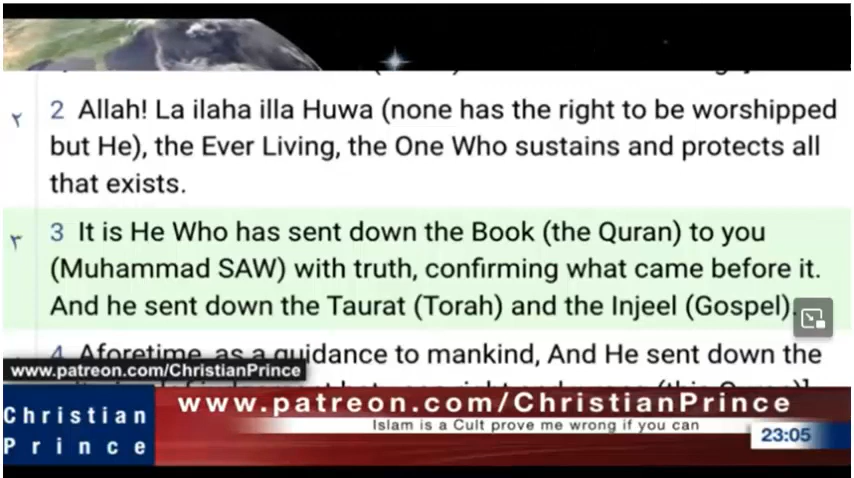 ٢ 2 Allah! La ilaha illa Huwa (none has the right to be worshipped
but He), the Ever Living, the One Who sustains and protects all
that exists.
٣ 3 It is He Who has sent down the Book (the Quran) to you
(Muhammad SAW) with truth, confirming what came before it.
And he sent down the Taurat (Torah) and the Injeel (Gospel).
4 Aforetime, as a guidance to mankind, And He sent down the
www.patreon.com/ChristianPrince
Christian
Prince
www.patreon.com/ChristianPrince
Islam is a Cult prove me wrong if you can
23:05